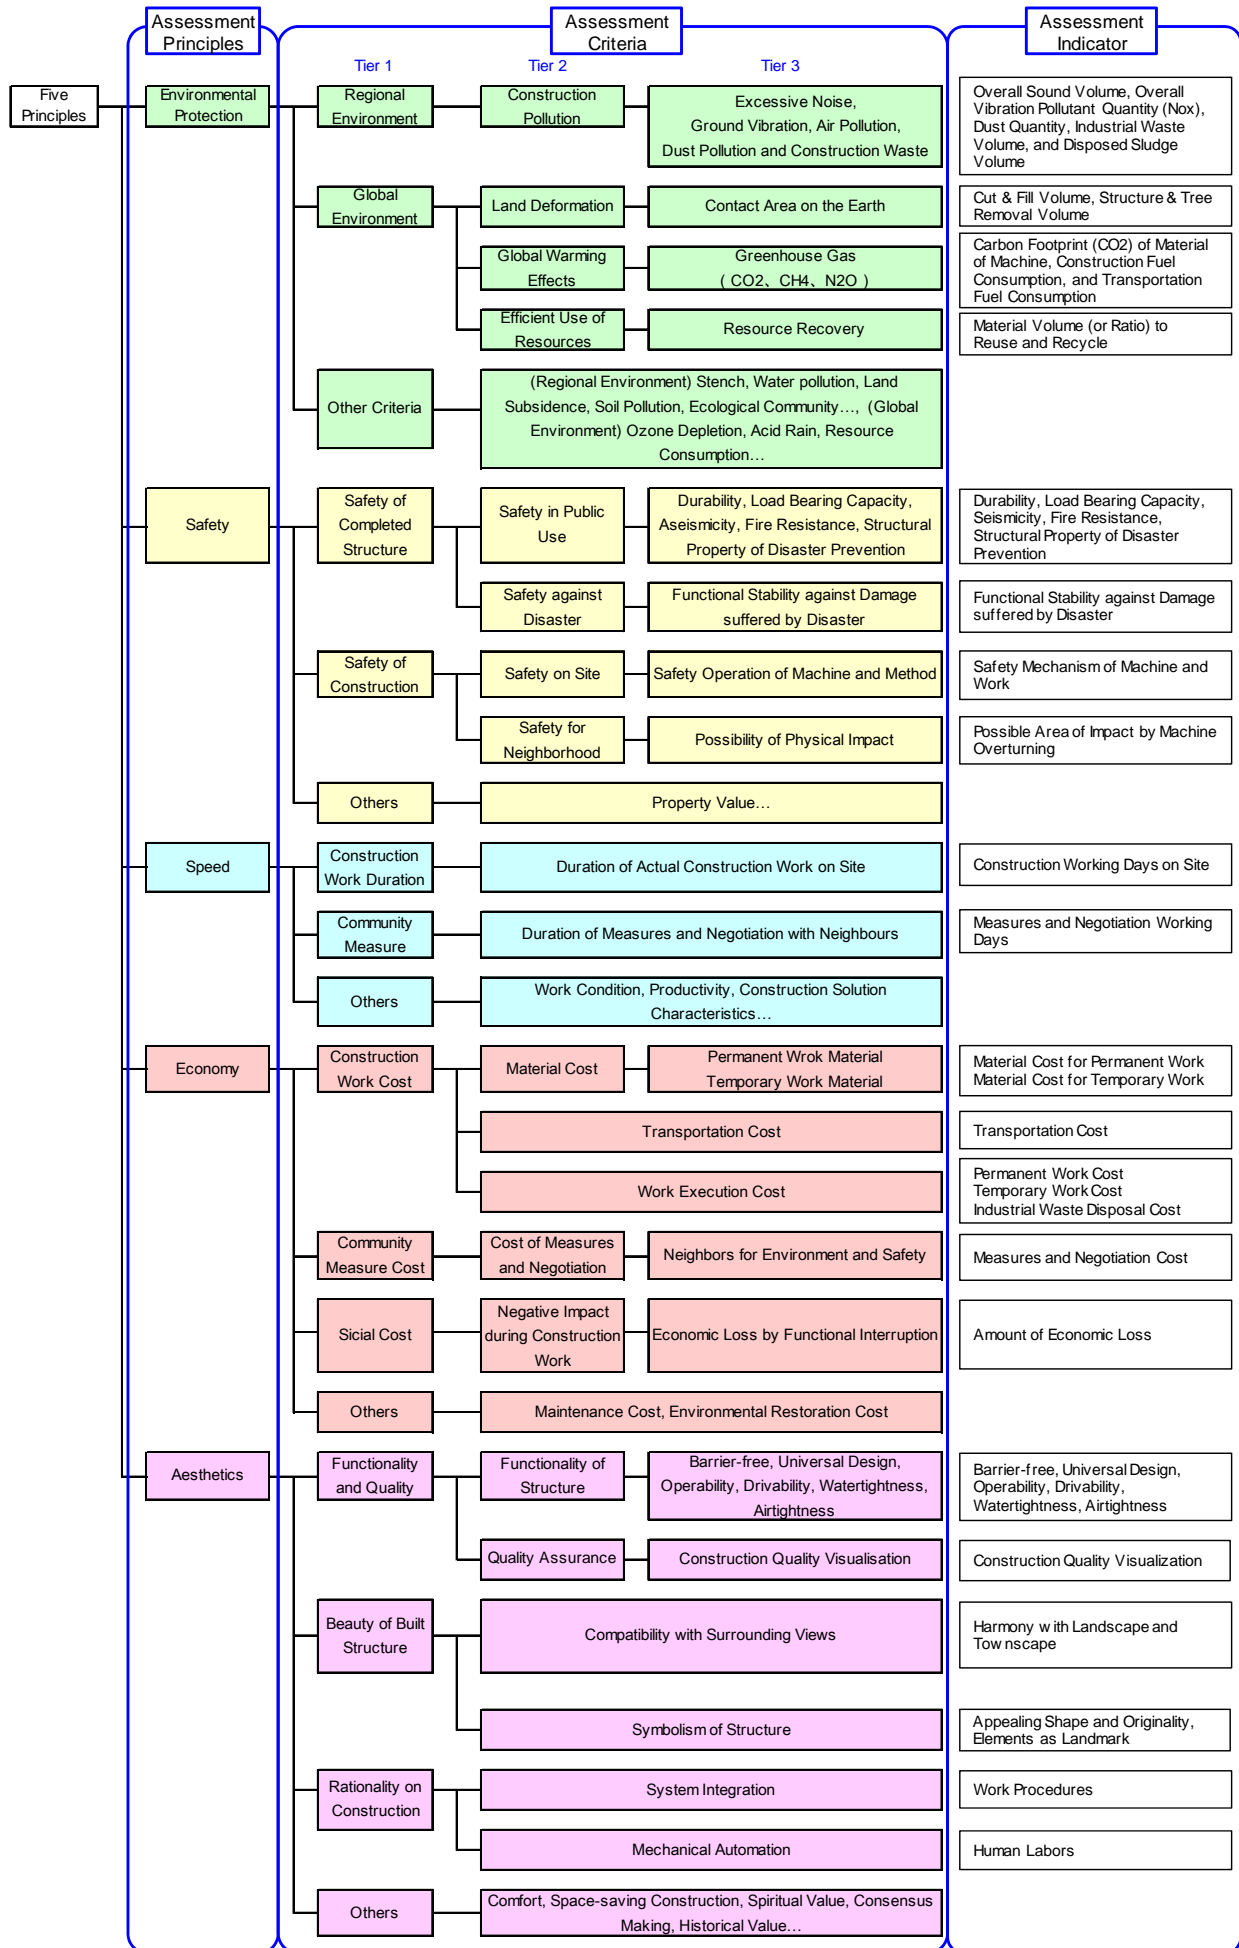 Assessment
Principles
Assessment
Criteria
Assessment
Indicator
Tier 1
Tier 2
Tier 3
Five
Principles
Environmental
Protection
Regional
Environment
Construction
Pollution
Excessive Noise,
Ground Vibration, Air Pollution,
Dust Pollution and Construction Waste
Overall Sound Volume, Overall
Vibration Pollutant Quantity (Nox),
Dust Quantity, Industrial Waste
Volume, and Disposed Sludge
Volume
Global
Environment
Land Deformation
Contact Area on the Earth
Cut & Fill Volume, Structure & Tree
Removal Volume
Global Warming
Effects
Greenhouse Gas
( CO2、CH4、N2O )
Carbon Footprint (CO2) of Material
of Machine, Construction Fuel
Consumption, and Transportation
Fuel Consumption
Efficient Use of
Resources
Resource Recovery
Material Volume (or Ratio) to
Reuse and Recycle
Other Criteria
(Regional Environment) Stench, Water pollution, Land
Subsidence, Soil Pollution, Ecological Community…, (Global
Environment) Ozone Depletion, Acid Rain, Resource
Consumption…
Safety
Safety of
Completed
Structure
Safety in Public
Use
Durability, Load Bearing Capacity,
Aseismicity, Fire Resistance, Structural
Property of Disaster Prevention
Durability, Load Bearing Capacity,
Seismicity, Fire Resistance,
Structural Property of Disaster
Prevention
Safety against
Disaster
Functional Stability against Damage
suffered by Disaster
Functional Stability against Damage
suffered by Disaster
Safety of
Construction
Safety on Site
Safety Operation of Machine and Method
Safety Mechanism of Machine and
Work
Safety for
Neighborhood
Possibility of Physical Impact
Possible Area of Impact by Machine
Overturning
Others
Property Value…
Speed
Construction
Work Duration
Duration of Actual Construction Work on Site
Construction Working Days on Site
Community
Measure
Duration of Measures and Negotiation with Neighbours
Measures and Negotiation Working
Days
Others
Work Condition, Productivity, Construction Solution
Characteristics…
Economy
Construction
Work Cost
Material Cost
Permanent Wrok Material
Temporary Work Material
Material Cost for Permanent Work
Material Cost for Temporary Work
Transportation Cost
Transportation Cost
Work Execution Cost
Permanent Work Cost
Temporary Work Cost
Industrial Waste Disposal Cost
Community
Measure Cost
Cost of Measures
and Negotiation
Neighbors for Environment and Safety
Measures and Negotiation Cost
Sicial Cost
Negative Impact
during Construction
Work
Economic Loss by Functional Interruption
Amount of Economic Loss
Others
Maintenance Cost, Environmental Restoration Cost
Aesthetics
Functionality
and Quality
Functionality of
Structure
Barrier-free, Universal Design,
Operability, Drivability, Watertightness,
Airtightness
Barrier-free, Universal Design,
Operability, Drivability,
Watertightness, Airtightness
Quality Assurance
Construction Quality Visualisation
Construction Quality Visualization
Beauty of Built
Structure
Compatibility with Surrounding Views
Harmony with Landscape and
Townscape
Symbolism of Structure
Appealing Shape and Originality,
Elements as Landmark
Rationality on
Construction
System Integration
Work Procedures
Mechanical Automation
Human Labors
Others
Comfort, Space-saving Construction, Spiritual Value, Consensus
Making, Historical Value…